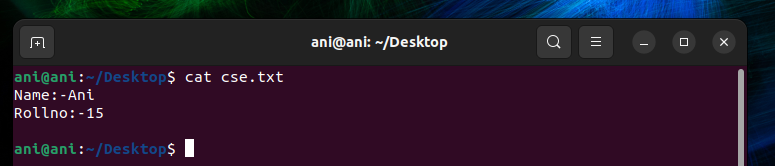 ani@ani: ~/Desktop
ani@ani:~/Desktop$ cat cse.txt
Name:-Ani
Rollno:-15
ani@ani:~/Desktop$